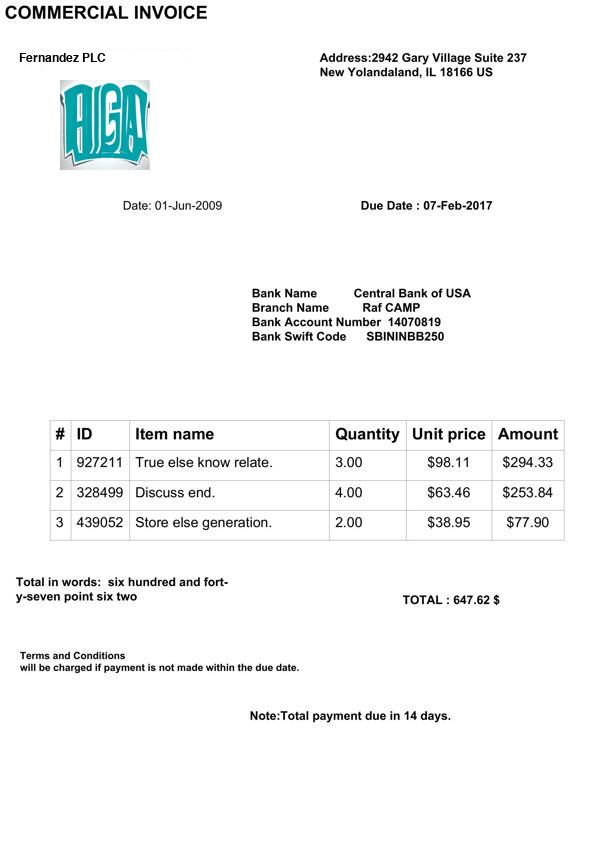 COMMERCIAL INVOICE
Fernandez PLC
Address:2942 Gary Village Suite 237
New Yolandaland, IL 18166 US
Date: 01-Jun-2009
Due Date : 07-Feb-2017
Bank Name Central Bank of USA
Branch Name Raf CAMP
Bank Account Number 14070819
Bank Swift Code SBININBB250
# ID Item name Quantity Unit price Amount
1 927211 True else know relate. 3.00 $98.11 $294.33
2 328499 Discuss end. 4.00 $63.46 $253.84
3 439052 Store else generation. 2.00 $38.95 $77.90
Total in words: six hundred and fort-
y-seven point six two
TOTAL : 647.62 $
Terms and Conditions
will be charged if payment is not made within the due date.
Note:Total payment due in 14 days.